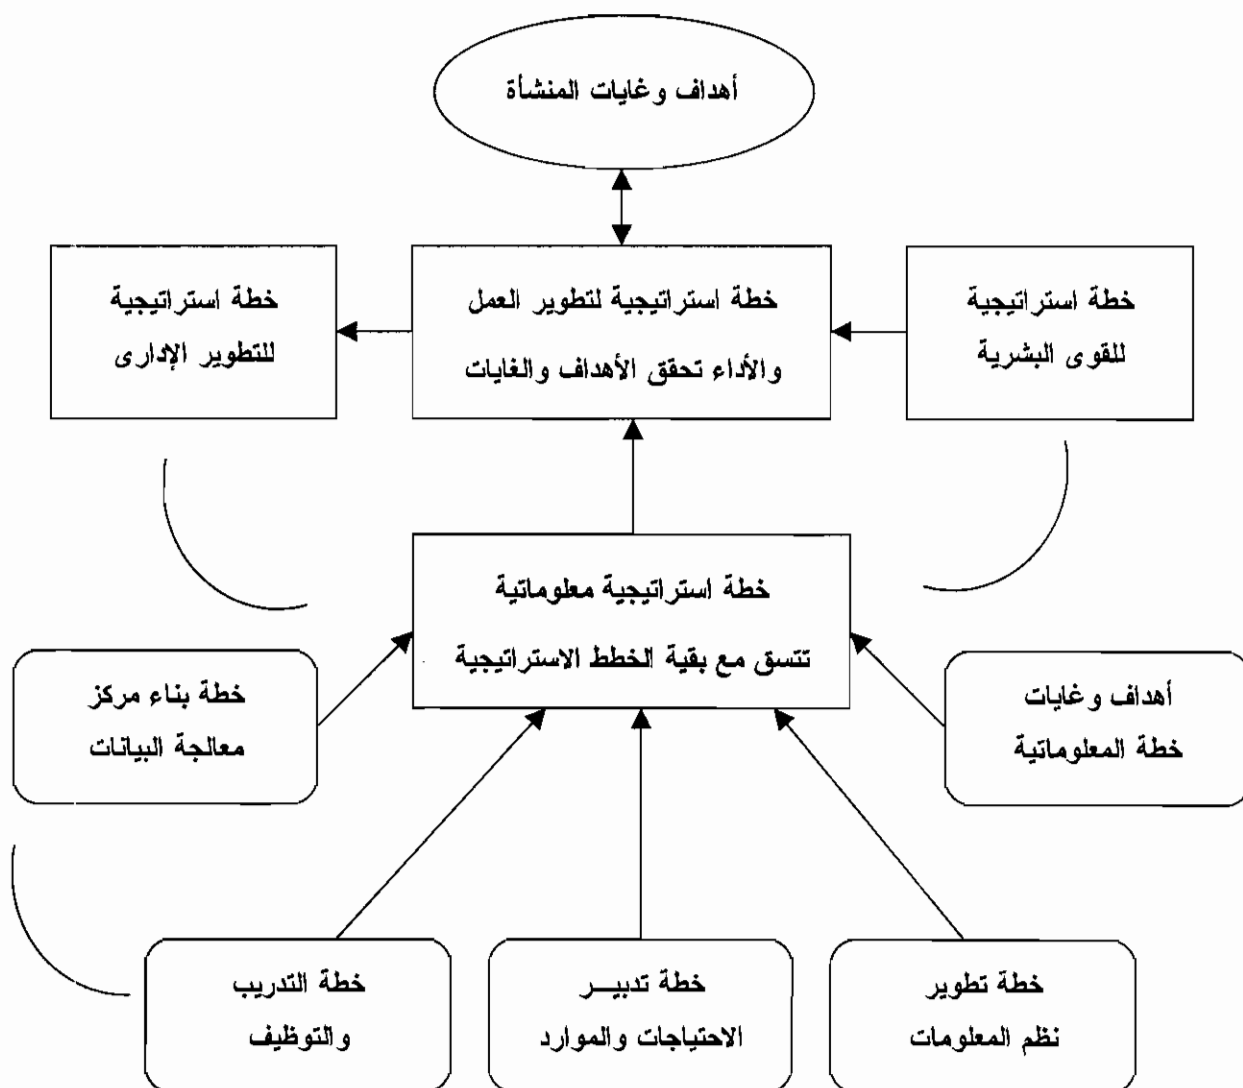 أهداف وغايات المنشأة
خطة استراتيجية
للقوى البشرية
خطة استراتيجية لتطوير العمل
والأداء تحقق الأهداف والغايات
خطة استراتيجية
للتطوير الإدارى
خطة استراتيجية معلوماتية
تتسق مع بقية الخطط الاستراتيجية
أهداف وغايات
خطة المعلوماتية
خطة بناء مركز
معالجة البيانات
خطة تطوير
نظم المعلومات
خطة تدبيـــر
الاحتياجات والموارد
خطة التدريب
والتوظيف